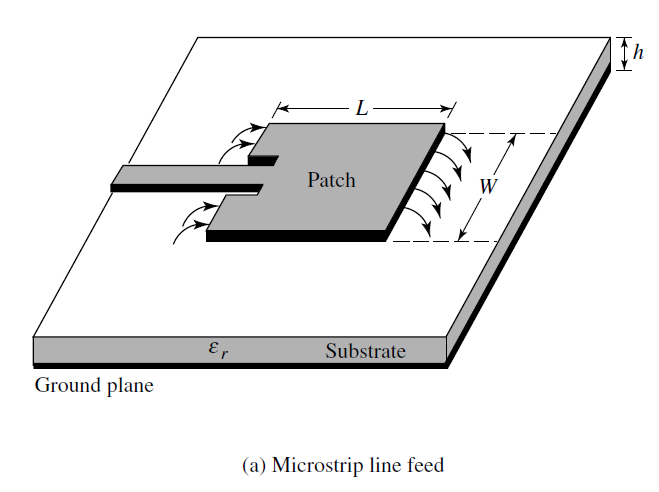 h
L
Patch
W
εr
Substrate
Ground plane
(a) Microstrip line feed